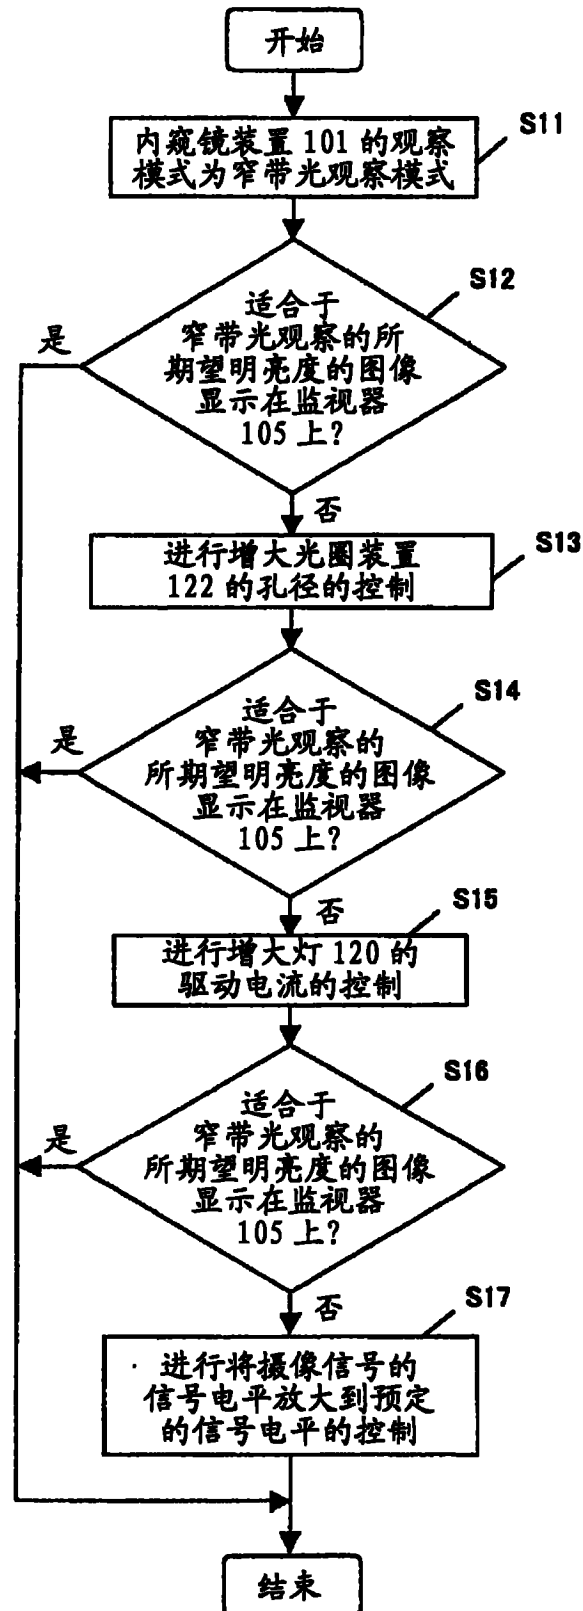 开始
S11
内窥镜装置 101 的观察
模式为窄带光观察模式
S12
适合于
窄带光观察的所
期望明亮度的图像
显示在监视器
105 上?
是
否
S13
进行增大光圈装置
122 的孔径的控制
S14
适合于
窄带光观察的
所期望明亮度的图像
显示在监视器
105 上?
是
否
S15
进行增大灯 120 的
驱动电流的控制
S16
适合于
窄带光观察的
所期望明亮度的图像
显示在监视器
105 上?
是
否
S17
进行将摄像信号的
信号电平放大到预定
的信号电平的控制
结束